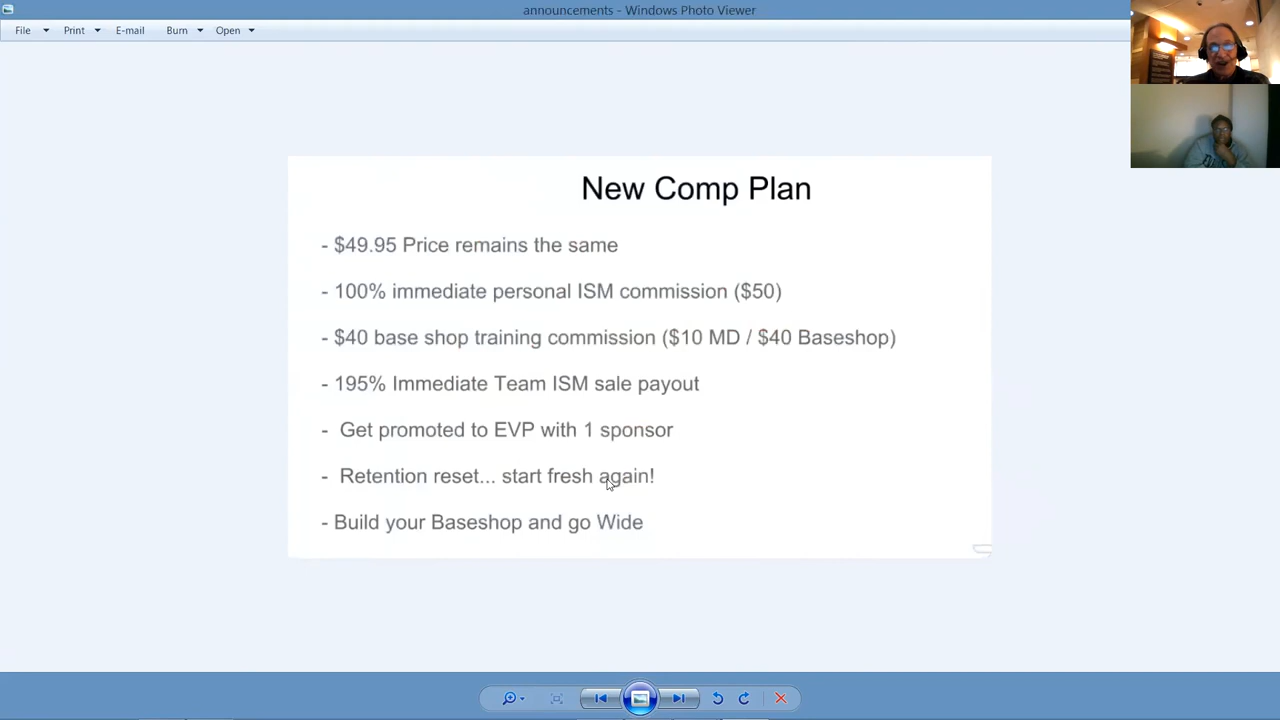 announcements - Windows Photo Viewer
File Print E-mail Burn Open
New Comp Plan
- $49.95 Price remains the same
- 100% immediate personal ISM commission ($50)
- $40 base shop training commission ($10 MD / $40 Baseshop)
- 195% Immediate Team ISM sale payout
- Get promoted to EVP with 1 sponsor
- Retention reset... start fresh again!
- Build your Baseshop and go Wide